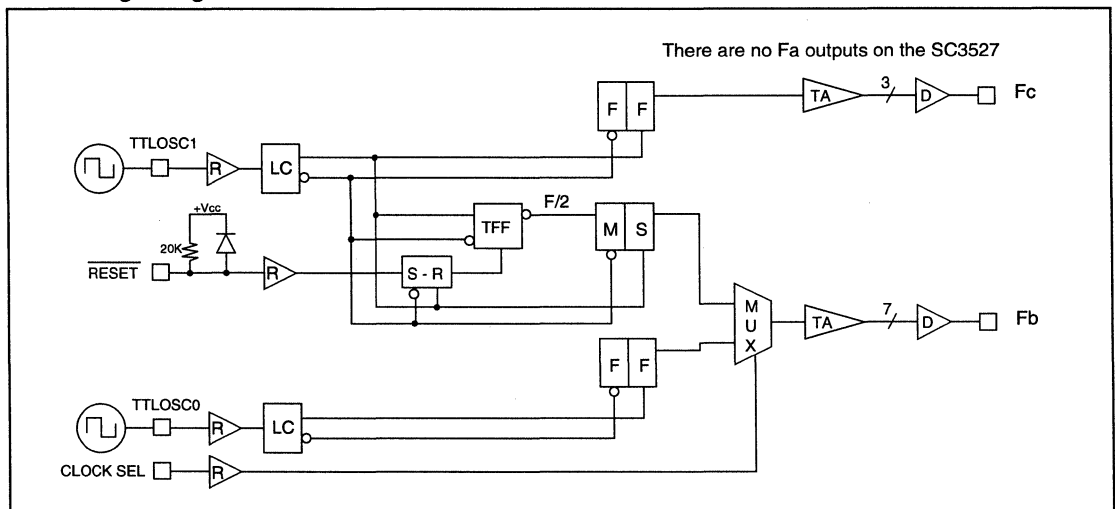 There are no Fa outputs on the SC3527
F F
TA
3
D
Fc
TTLOSC1
R
LC
F/2
TFF
M S
+Vcc
20K
RESET
R
S - R
MUX
TA
7
D
Fb
F F
TTLOSC0
R
LC
CLOCK SEL
R